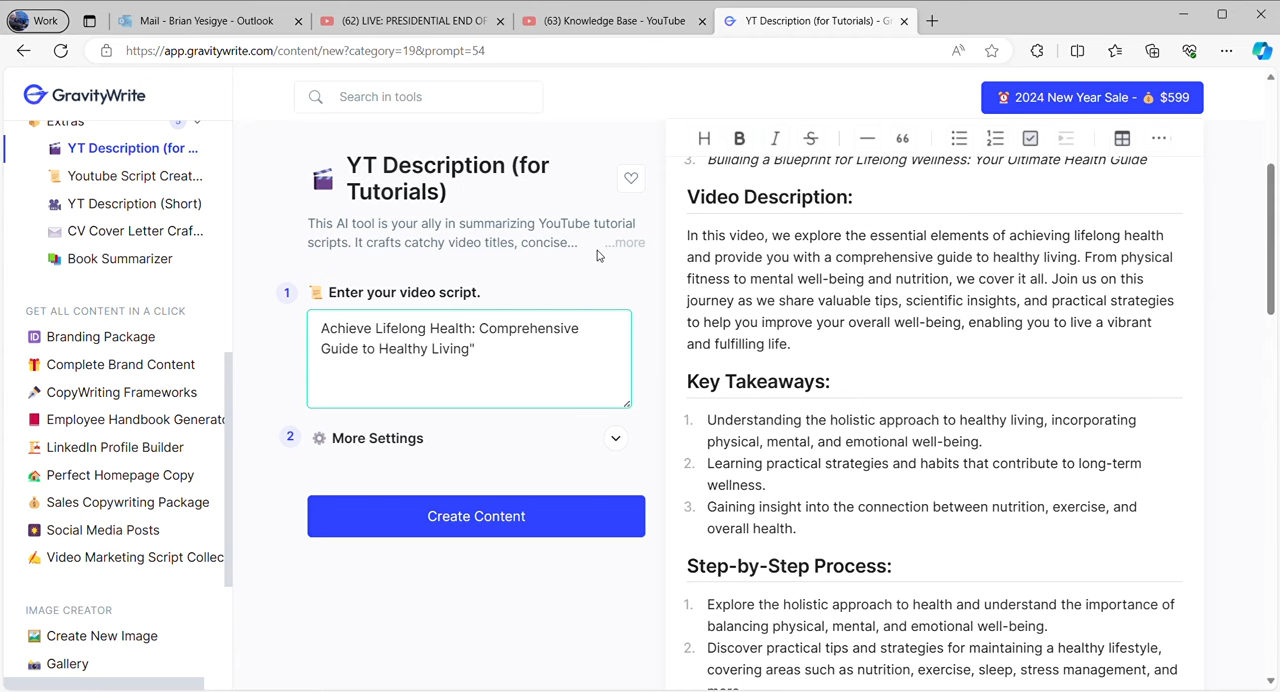 Work
Mail - Brian Yesigye - Outlook
(62) LIVE: PRESIDENTIAL END OF
(63) Knowledge Base - YouTube
YT Description (for Tutorials) - Gr
https://app.gravitywrite.com/content/new?category=19&prompt=54
GravityWrite
Search in tools
2024 New Year Sale - $599
Extras
5
YT Description (for ...
Youtube Script Creat...
YT Description (Short)
CV Cover Letter Craf...
Book Summarizer
GET ALL CONTENT IN A CLICK
Branding Package
Complete Brand Content
CopyWriting Frameworks
Employee Handbook Generato
LinkedIn Profile Builder
Perfect Homepage Copy
Sales Copywriting Package
Social Media Posts
Video Marketing Script Collec
IMAGE CREATOR
Create New Image
Gallery
YT Description (for
Tutorials)
This AI tool is your ally in summarizing YouTube tutorial
scripts. It crafts catchy video titles, concise... ...more
1 Enter your video script.
Achieve Lifelong Health: Comprehensive
Guide to Healthy Living"
2 More Settings
Create Content
3. Building a Blueprint for Lifelong Wellness: Your Ultimate Health Guide
Video Description:
In this video, we explore the essential elements of achieving lifelong health
and provide you with a comprehensive guide to healthy living. From physical
fitness to mental well-being and nutrition, we cover it all. Join us on this
journey as we share valuable tips, scientific insights, and practical strategies
to help you improve your overall well-being, enabling you to live a vibrant
and fulfilling life.
Key Takeaways:
1. Understanding the holistic approach to healthy living, incorporating
physical, mental, and emotional well-being.
2. Learning practical strategies and habits that contribute to long-term
wellness.
3. Gaining insight into the connection between nutrition, exercise, and
overall health.
Step-by-Step Process:
1. Explore the holistic approach to health and understand the importance of
balancing physical, mental, and emotional well-being.
2. Discover practical tips and strategies for maintaining a healthy lifestyle,
covering areas such as nutrition, exercise, sleep, stress management, and
more.